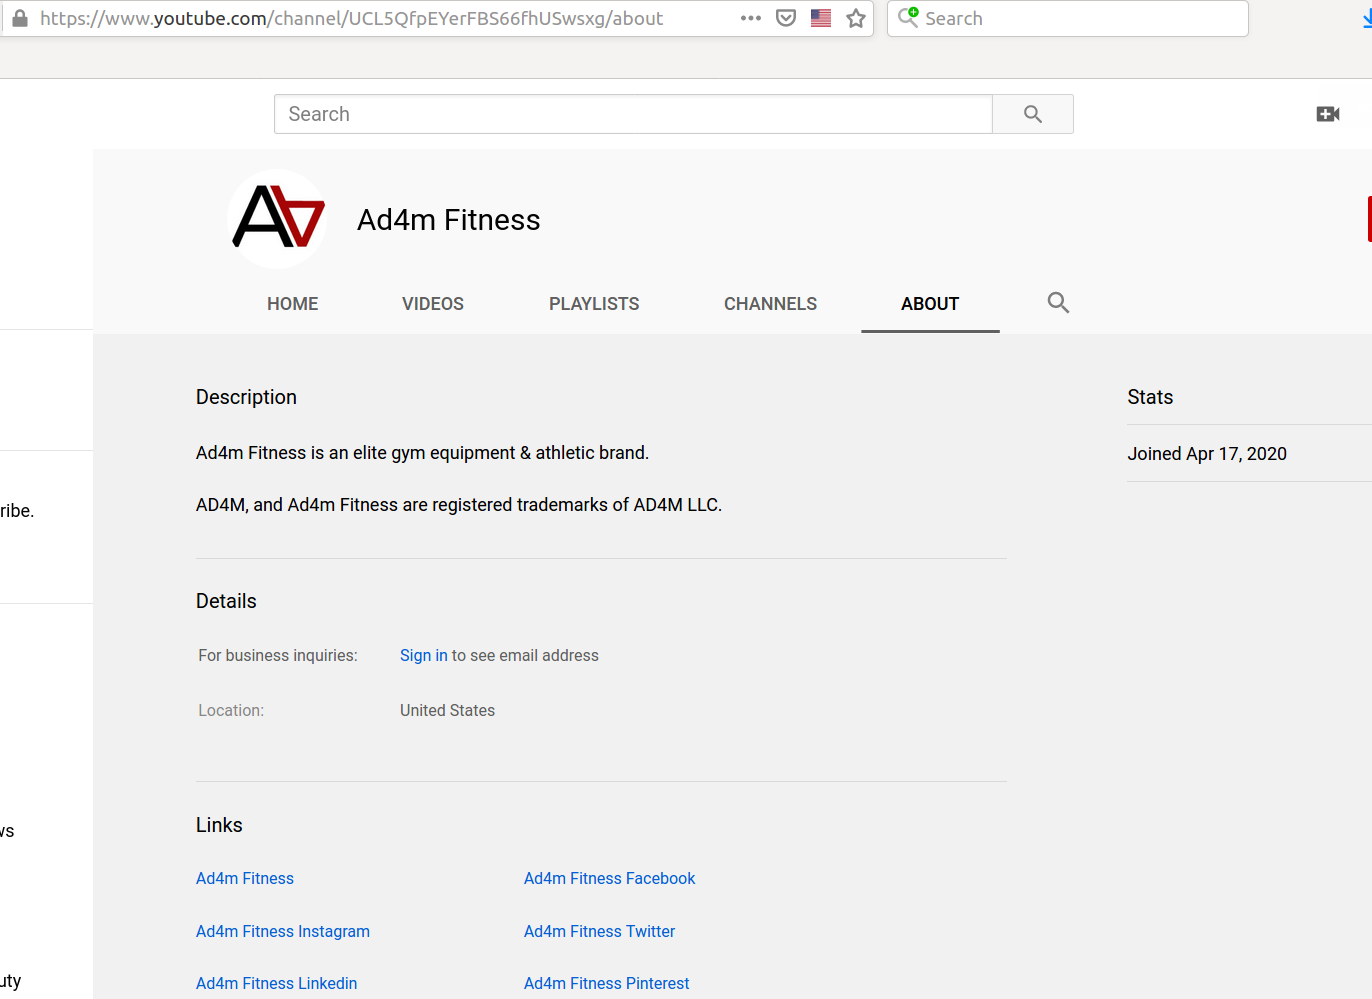 https://www.youtube.com/channel/UCL5QfpEYerFBS66FhUSwsxg/about
Search
Search
Ad4m Fitness
HOME VIDEOS PLAYLISTS CHANNELS ABOUT
Description
Stats
Ad4m Fitness is an elite gym equipment & athletic brand.
Joined Apr 17, 2020
AD4M, and Ad4m Fitness are registered trademarks of AD4M LLC.
ribe.
Details
For business inquiries: Sign in to see email address
Location: United States
Links
ws
Ad4m Fitness Ad4m Fitness Facebook
Ad4m Fitness Instagram Ad4m Fitness Twitter
Ad4m Fitness Linkedin Ad4m Fitness Pinterest
uty